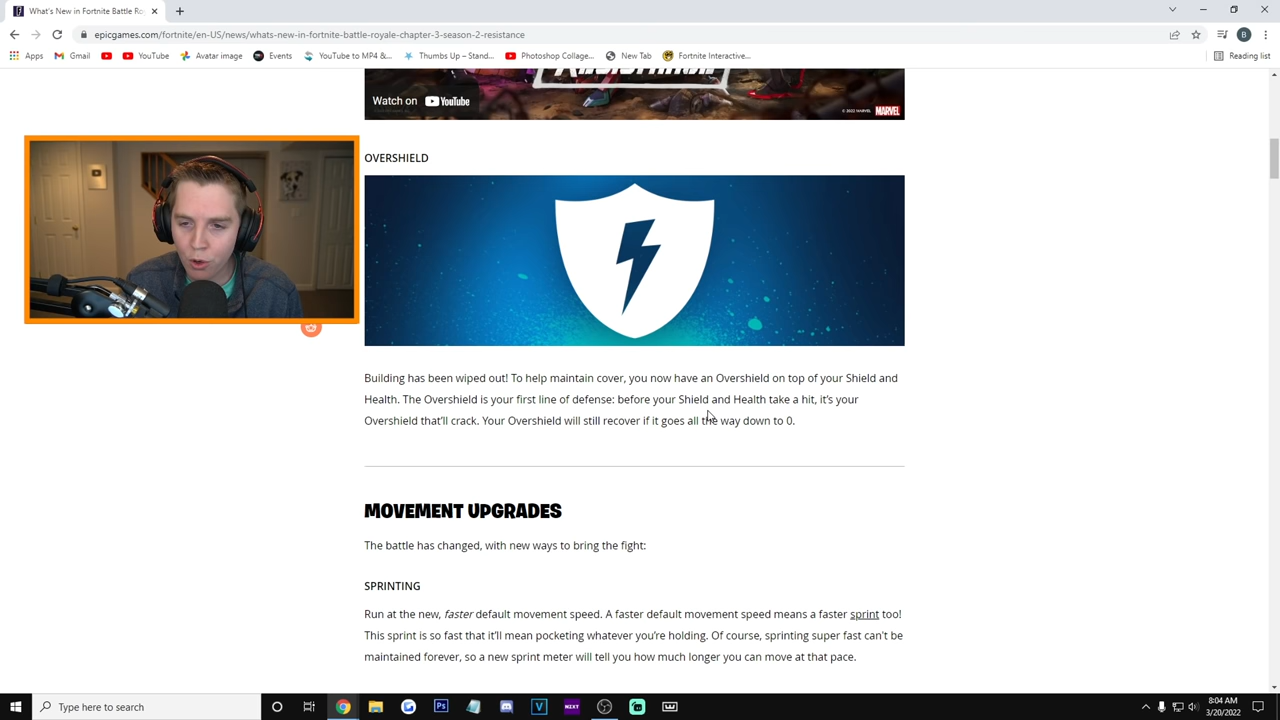 What's New in Fortnite Battle Ro
epicgames.com/fortnite/en-US/news/whats-new-in-fortnite-battle-royale-chapter-3-season-2-resistance
B
Apps Gmail YouTube Avatar image Events YouTube to MP4 &... Thumbs Up – Stand... Photoshop Collage... New Tab Fortnite Interactive... Reading list
Watch on YouTube
© 2022 MARVEL MARVEL
OVERSHIELD
Building has been wiped out! To help maintain cover, you now have an Overshield on top of your Shield and
Health. The Overshield is your first line of defense: before your Shield and Health take a hit, it's your
Overshield that'll crack. Your Overshield will still recover if it goes all the way down to 0.
MOVEMENT UPGRADES
The battle has changed, with new ways to bring the fight:
SPRINTING
Run at the new, faster default movement speed. A faster default movement speed means a faster sprint too!
This sprint is so fast that it'll mean pocketing whatever you're holding. Of course, sprinting super fast can't be
maintained forever, so a new sprint meter will tell you how much longer you can move at that pace.
Type here to search
Ps
V
NEXT
8:04 AM
3/20/2022